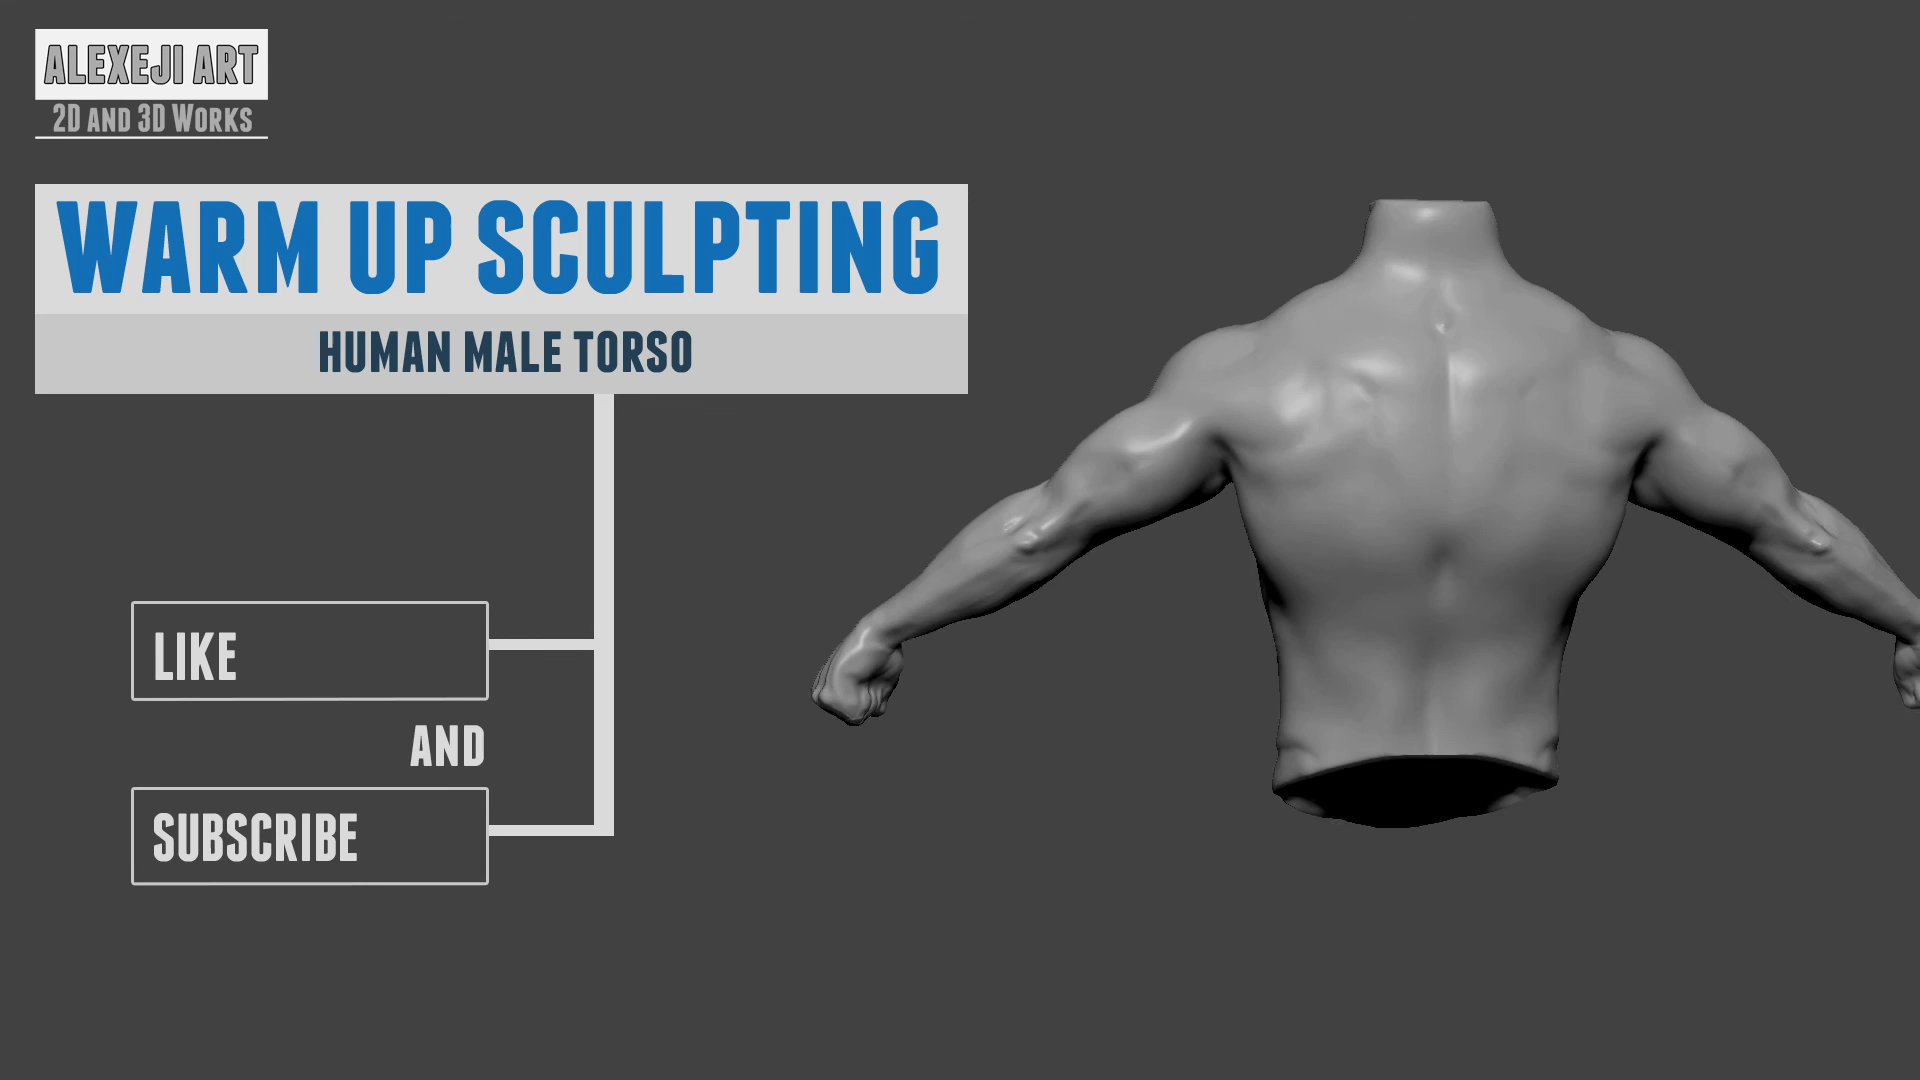 ALEXEJI ART
2D AND 3D WORKS
WARM UP SCULPTING
HUMAN MALE TORSO
LIKE
AND
SUBSCRIBE